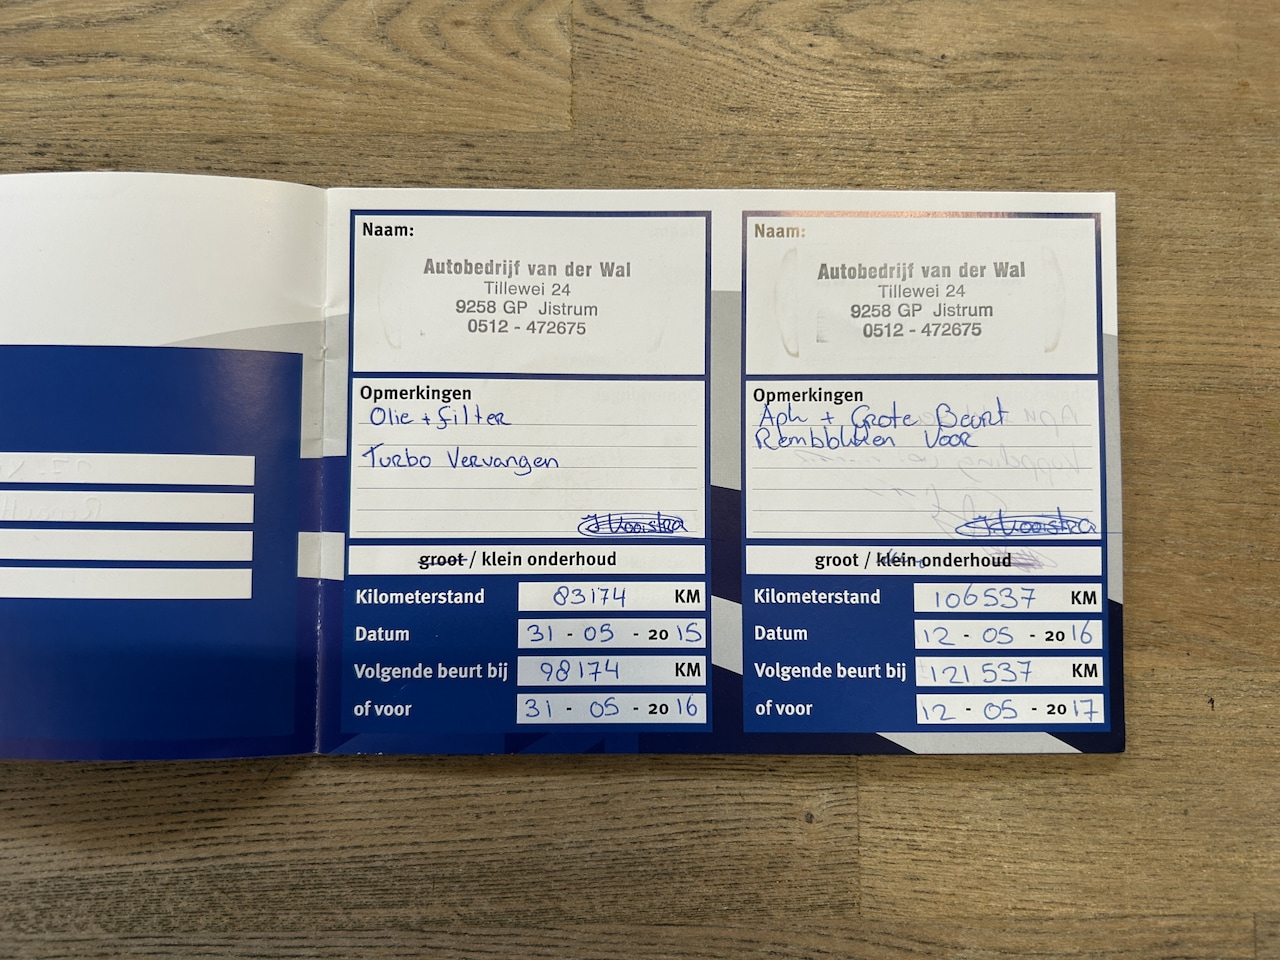 Naam:
Autobedrijf van der Wal
Tillewei 24
9258 GP Jistrum
0512 - 472675
Opmerkingen
Olie + filter
Turbo Vervangen
groot / klein onderhoud
Kilometerstand 83174 KM
Datum 31 - 05 - 2015
Volgende beurt bij 98174 KM
of voor 31 - 05 - 2016
Naam:
Autobedrijf van der Wal
Tillewei 24
9258 GP Jistrum
0512 - 472675
Opmerkingen
Apk + Grote Beurt
Remblokken Voor
groot / klein onderhoud
Kilometerstand 106537 KM
Datum 12 - 05 - 2016
Volgende beurt bij 121537 KM
of voor 12 - 05 - 2017